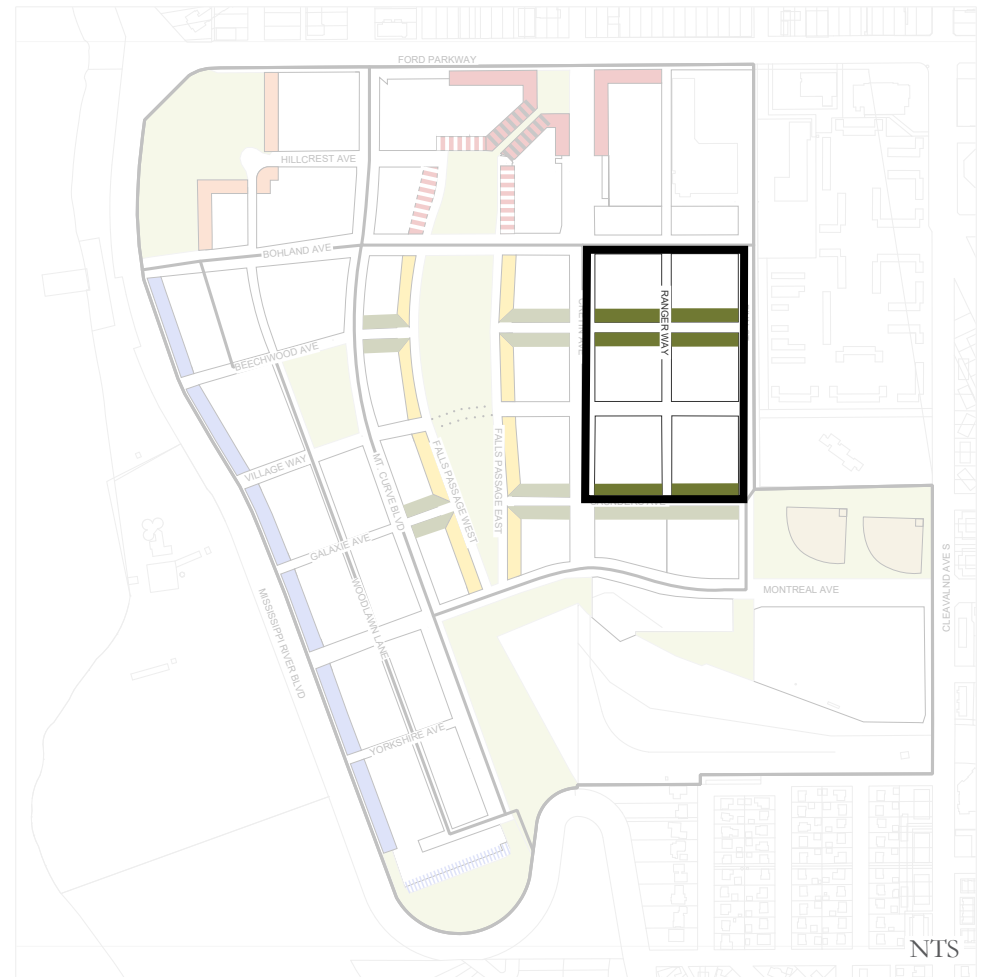 FORD PARKWAY
HILLCREST AVE
BOHLAND AVE
RANGER WAY
BEECHWOOD AVE
FALLS PASSAGE WEST
FALLS PASSAGE EAST
MT. CURVE BLVD
VILLAGE WAY
GALAXIE AVE
WOODLAWN LANE
MISSISSIPPI RIVER BLVD
MONTREAL AVE
CLEAVALND AVE S
YORKSHIRE AVE
NTS